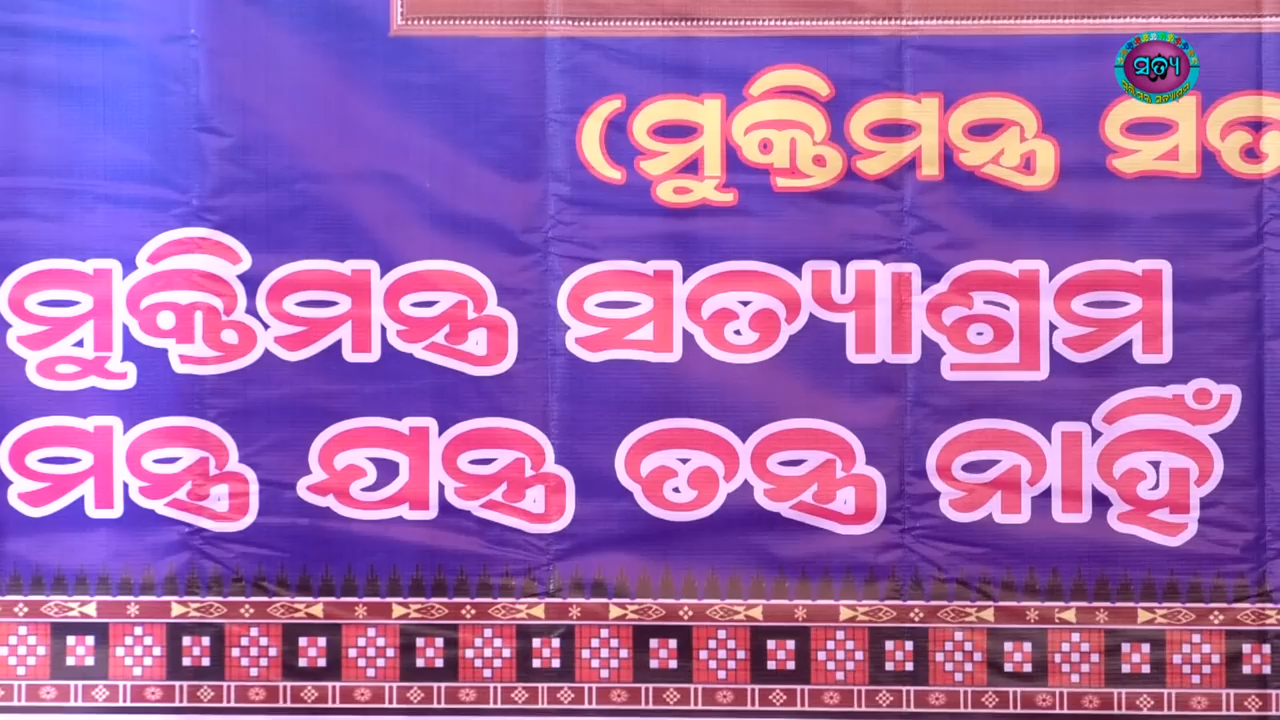 ସତ୍ୟ
(ମୁକ୍ତିମନ୍ତ୍ର
ମୁକ୍ତିମନ୍ତ୍ର ସତ୍ୟାଶ୍ରମ
ମନ୍ତ୍ର ଯନ୍ତ୍ର ତନ୍ତ୍ର ନାହିଁ